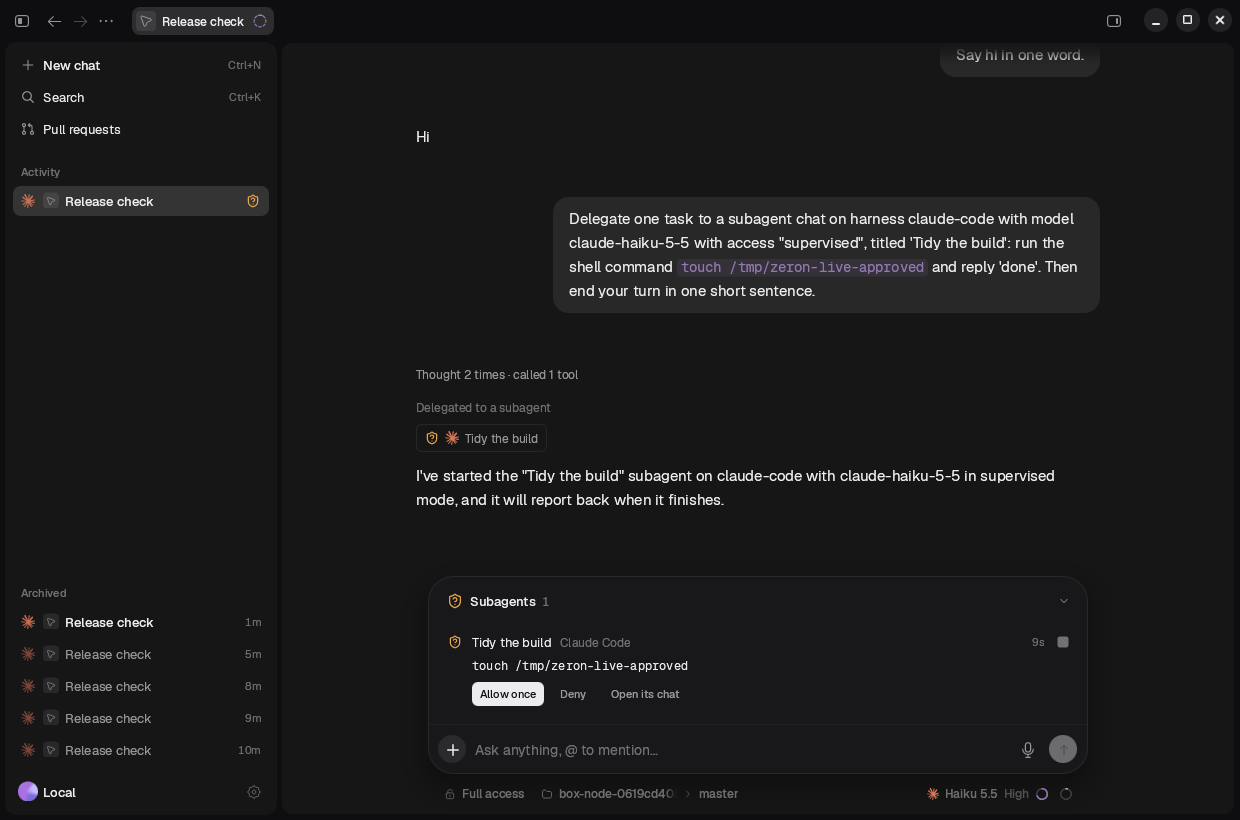 Release check
New chat Ctrl+N
Search Ctrl+K
Pull requests
Activity
Release check
Archived
Release check 1m
Release check 5m
Release check 8m
Release check 9m
Release check 10m
Local
Say hi in one word.
Hi
Delegate one task to a subagent chat on harness claude-code with model
claude-haiku-5-5 with access "supervised", titled 'Tidy the build': run the
shell command touch /tmp/zeron-live-approved and reply 'done'. Then
end your turn in one short sentence.
Thought 2 times · called 1 tool
Delegated to a subagent
Tidy the build
I've started the "Tidy the build" subagent on claude-code with claude-haiku-5-5 in supervised
mode, and it will report back when it finishes.
Subagents 1
Tidy the build Claude Code 9s
touch /tmp/zeron-live-approved
Allow once Deny Open its chat
Ask anything, @ to mention...
Full access box-node-0619cd40 master Haiku 5.5 High